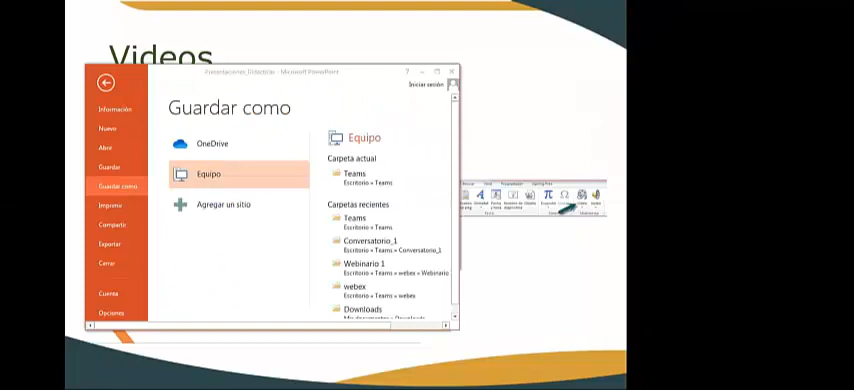 Videos
Presentaciones_Didácticas - Microsoft PowerPoint
?
Iniciar sesión
Información
Nuevo
Abrir
Guardar
Guardar como
Imprimir
Compartir
Exportar
Cerrar
Cuenta
Opciones
Guardar como
OneDrive
Equipo
Agregar un sitio
Equipo
Carpeta actual
Teams
Escritorio » Teams
Carpetas recientes
Teams
Escritorio » Teams
Conversatorio_1
Escritorio » Teams » Conversatorio_1
Webinario 1
Escritorio » Teams » webex » Webinario
webex
Escritorio » Teams » webex
Downloads